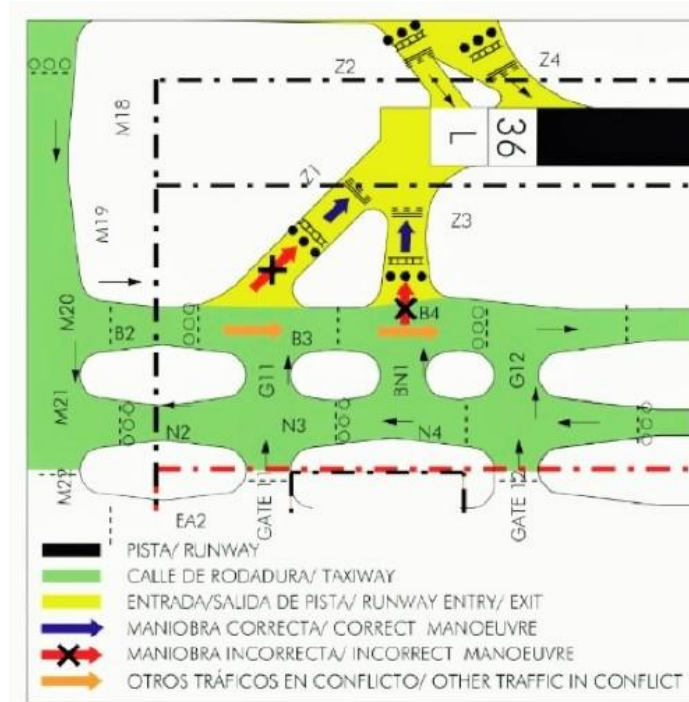 Z2
Z4
M18
L
36
Z1
M19
Z3
M20
B2
B3
B4
M21
G11
BN1
G12
N2
N3
N4
M22
EA2
GATE 11
GATE 12
PISTA/ RUNWAY
CALLE DE RODADURA/ TAXIWAY
ENTRADA/SALIDA DE PISTA/ RUNWAY ENTRY/ EXIT
MANIOBRA CORRECTA/ CORRECT MANOEUVRE
MANIOBRA INCORRECTA/ INCORRECT MANOEUVRE
OTROS TRÁFICOS EN CONFLICTO/ OTHER TRAFFIC IN CONFLICT